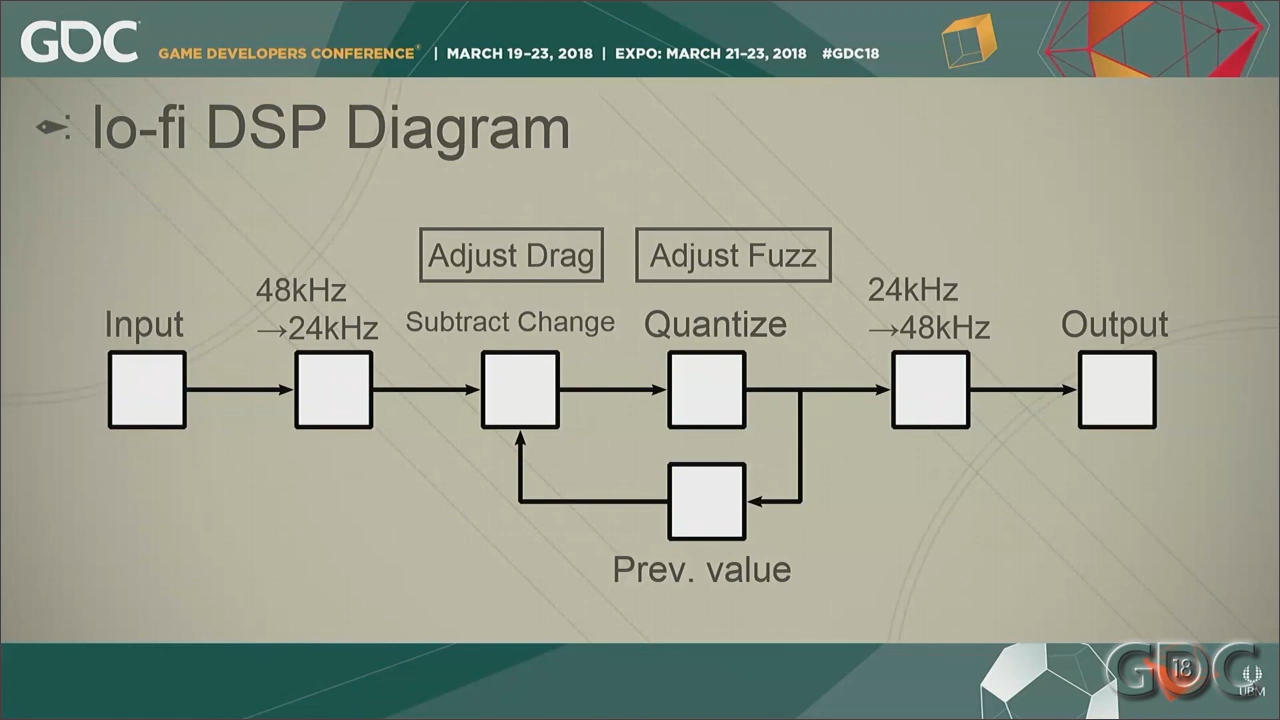 GDC GAME DEVELOPERS CONFERENCE® | MARCH 19–23, 2018 | EXPO: MARCH 21–23, 2018 #GDC18
lo-fi DSP Diagram
Adjust Drag
Adjust Fuzz
Input
48kHz
→24kHz
Subtract Change
Quantize
24kHz
→48kHz
Output
Prev. value
GDC 18
UBM